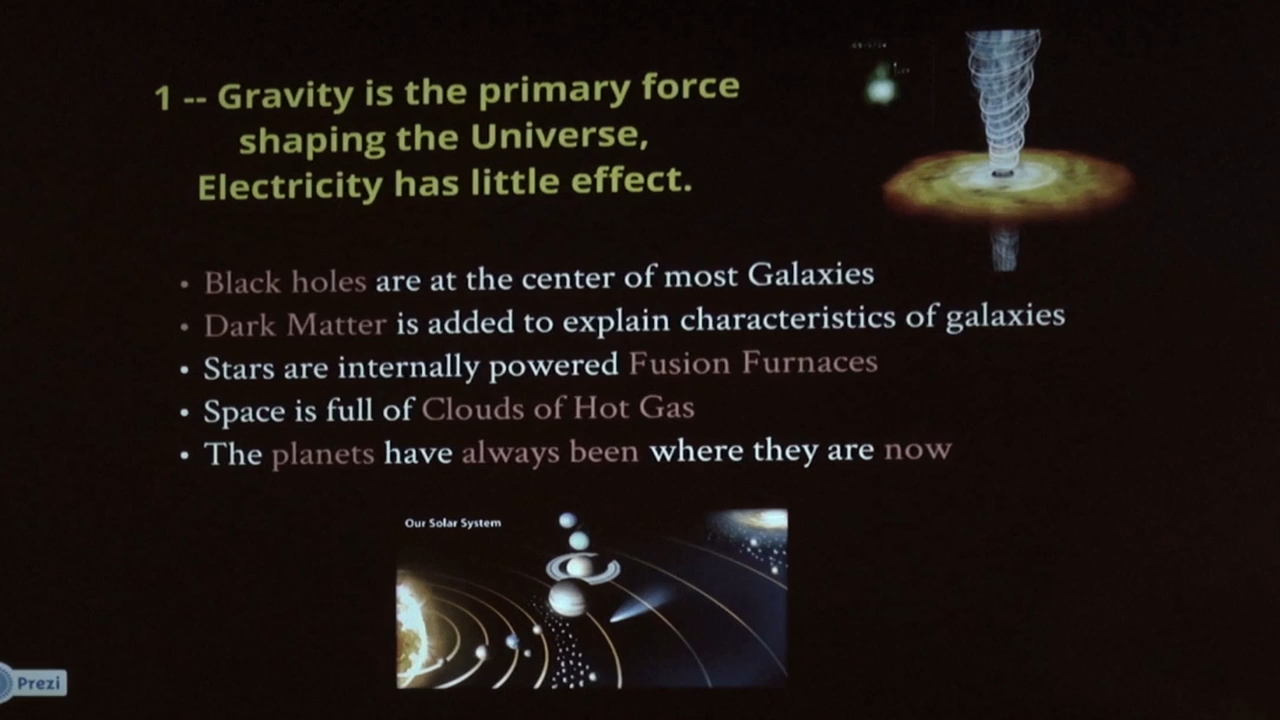 1 -- Gravity is the primary force
shaping the Universe,
Electricity has little effect.
• Black holes are at the center of most Galaxies
• Dark Matter is added to explain characteristics of galaxies
• Stars are internally powered Fusion Furnaces
• Space is full of Clouds of Hot Gas
• The planets have always been where they are now
Our Solar System
Prezi